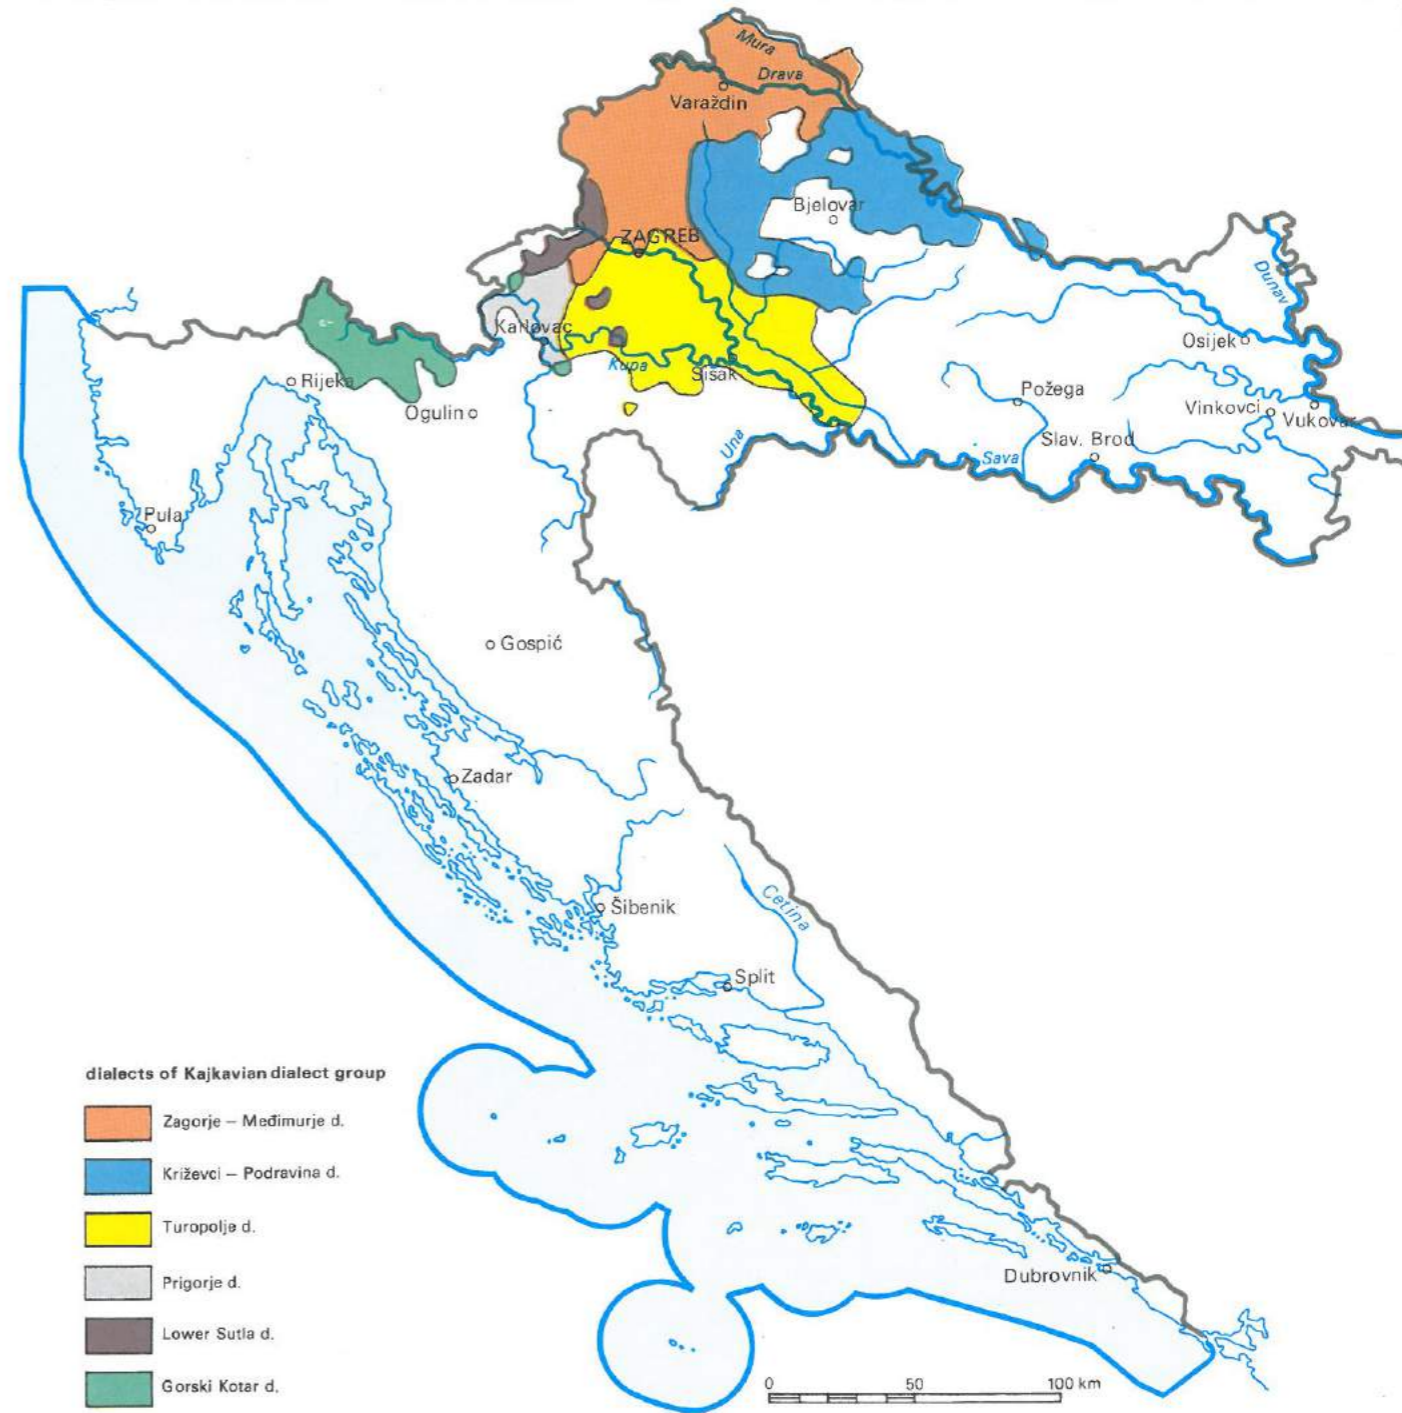 Mura
Drava
Varaždin
Bjelovar
ZAGREB
Dunav
Karlovac
Osijek
Kupa
Sisak
Rijeka
Požega
Ogulin
Vinkovci
Vukovar
Slav. Brod
Una
Sava
Pula
Gospić
Zadar
Cetina
Šibenik
Split
dialects of Kajkavian dialect group
Zagorje – Međimurje d.
Križevci – Podravina d.
Turopolje d.
Prigorje d.
Lower Sutla d.
Gorski Kotar d.
Dubrovnik
0 50 100 km